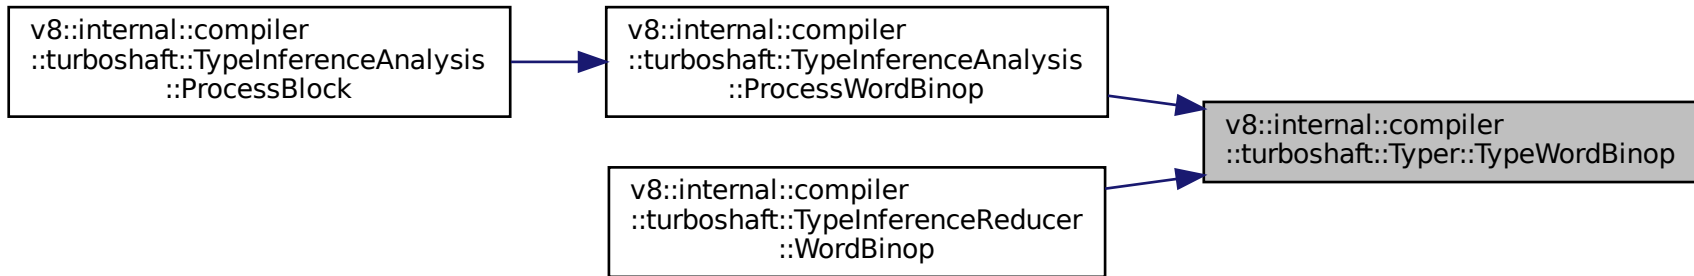 v8::internal::compiler
::turboshaft::TypeInferenceAnalysis
::ProcessBlock
v8::internal::compiler
::turboshaft::TypeInferenceAnalysis
::ProcessWordBinop
v8::internal::compiler
::turboshaft::Typer::TypeWordBinop
v8::internal::compiler
::turboshaft::TypeInferenceReducer
::WordBinop